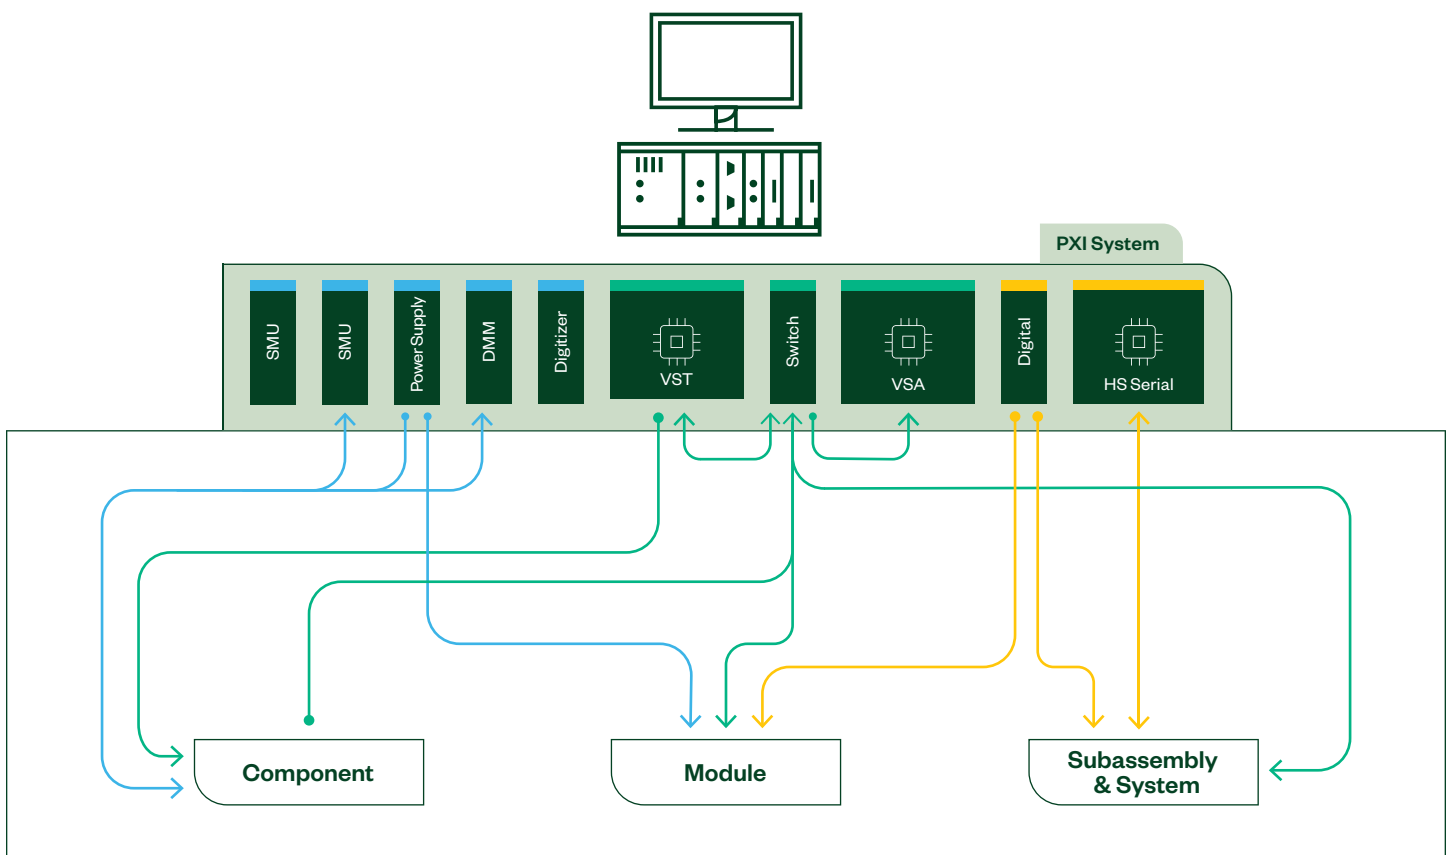 PXI System
SMU
SMU
Power Supply
DMM
Digitizer
VST
Switch
VSA
Digital
HS Serial
Component
Module
Subassembly
& System